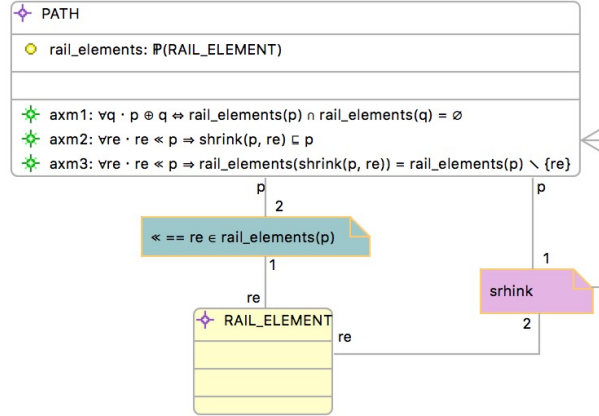 PATH
rail_elements: ℙ(RAIL_ELEMENT)
axm1: ∀q · p ⊕ q ⇔ rail_elements(p) ∩ rail_elements(q) = ∅
axm2: ∀re · re ≪ p ⇒ shrink(p, re) ⊑ p
axm3: ∀re · re ≪ p ⇒ rail_elements(shrink(p, re)) = rail_elements(p) ∖ {re}
p
p
2
≪ == re ∈ rail_elements(p)
1
1
srhink
re
2
RAIL_ELEMENT
re